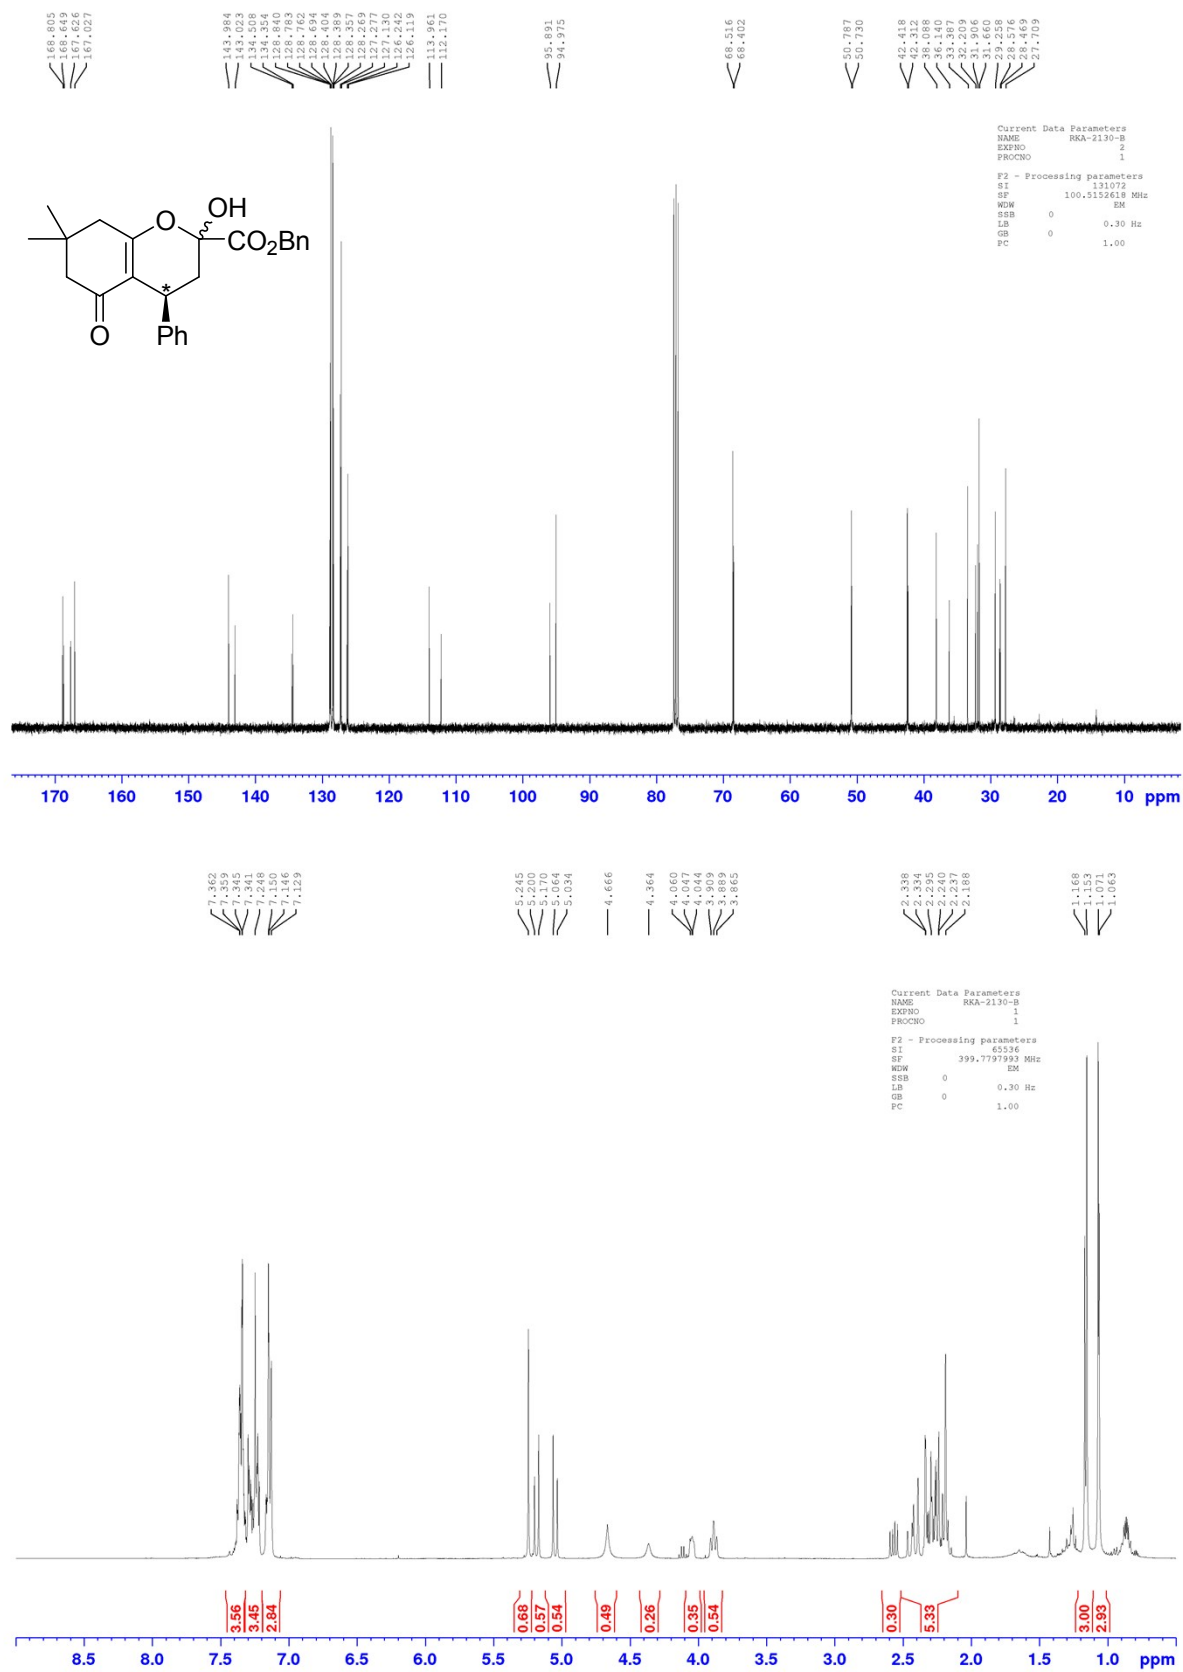 168.805
168.649
167.626
167.027
143.984
143.023
134.508
134.354
128.840
128.783
128.762
128.694
128.404
128.389
128.357
128.269
127.277
127.130
126.242
126.119
113.961
112.170
95.891
94.975
68.516
68.402
50.787
50.730
42.418
42.312
38.088
36.140
33.387
32.209
31.906
31.660
29.258
28.576
28.469
27.709
Current Data Parameters
NAME RKA-2130-B
EXPNO 2
PROCNO 1
F2 - Processing parameters
SI 131072
SF 100.5152618 MHz
WDW EM
SSB 0
LB 0.30 Hz
GB 0
PC 1.00
O OH
CO2Bn
*
O Ph
170 160 150 140 130 120 110 100 90 80 70 60 50 40 30 20 10 ppm
7.362
7.359
7.345
7.341
7.248
7.150
7.146
7.129
5.245
5.200
5.170
5.064
5.034
4.666
4.364
4.060
4.047
4.044
3.909
3.889
3.865
2.338
2.334
2.295
2.240
2.237
2.188
1.168
1.153
1.071
1.063
Current Data Parameters
NAME RKA-2130-B
EXPNO 1
PROCNO 1
F2 - Processing parameters
SI 65536
SF 399.7797993 MHz
WDW EM
SSB 0
LB 0.30 Hz
GB 0
PC 1.00
3.56
3.45
2.84
0.68
0.57
0.54
0.49
0.26
0.35
0.54
0.30
5.33
3.00
2.93
8.5 8.0 7.5 7.0 6.5 6.0 5.5 5.0 4.5 4.0 3.5 3.0 2.5 2.0 1.5 1.0 ppm